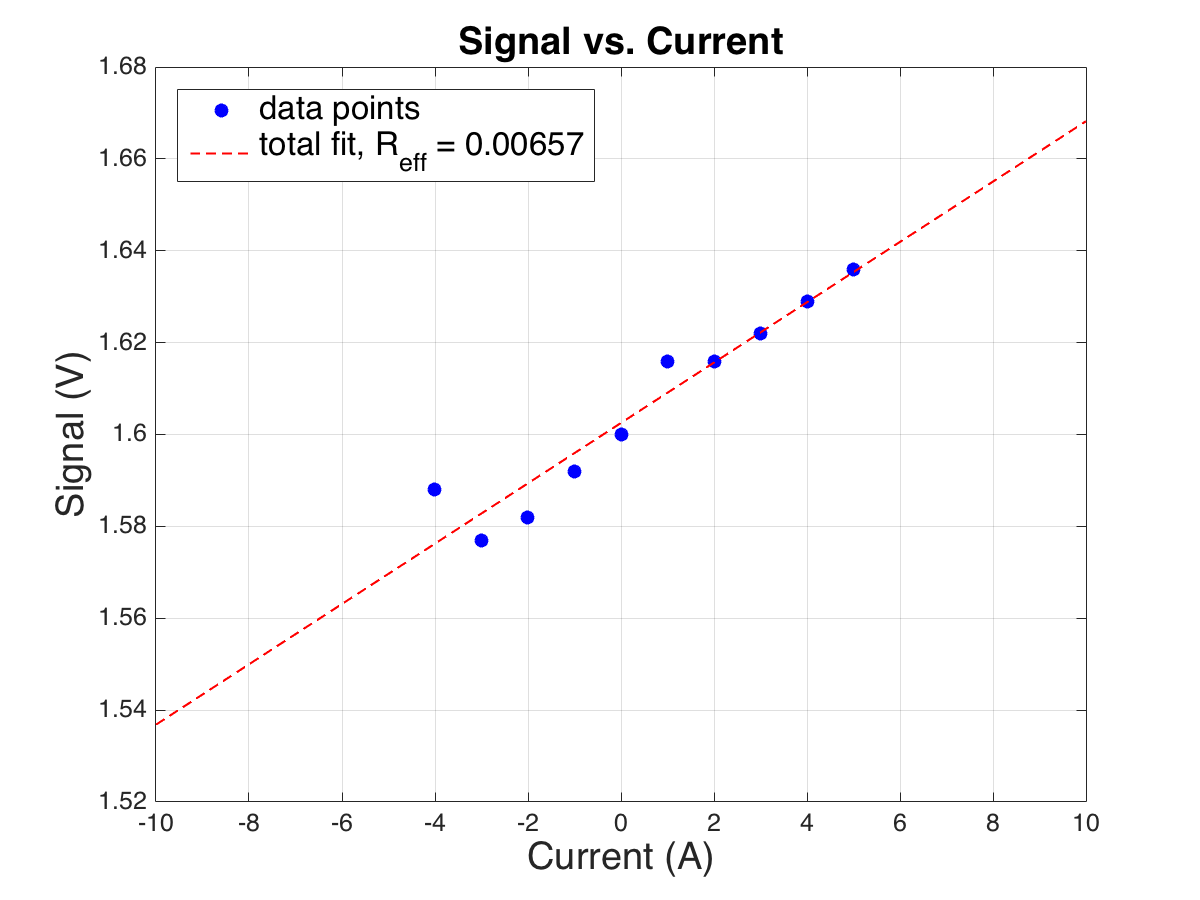 Signal vs. Current
data points
total fit, R_eff = 0.00657
1.68
1.66
1.64
1.62
1.6
1.58
1.56
1.54
1.52
Signal (V)
-10 -8 -6 -4 -2 0 2 4 6 8 10
Current (A)